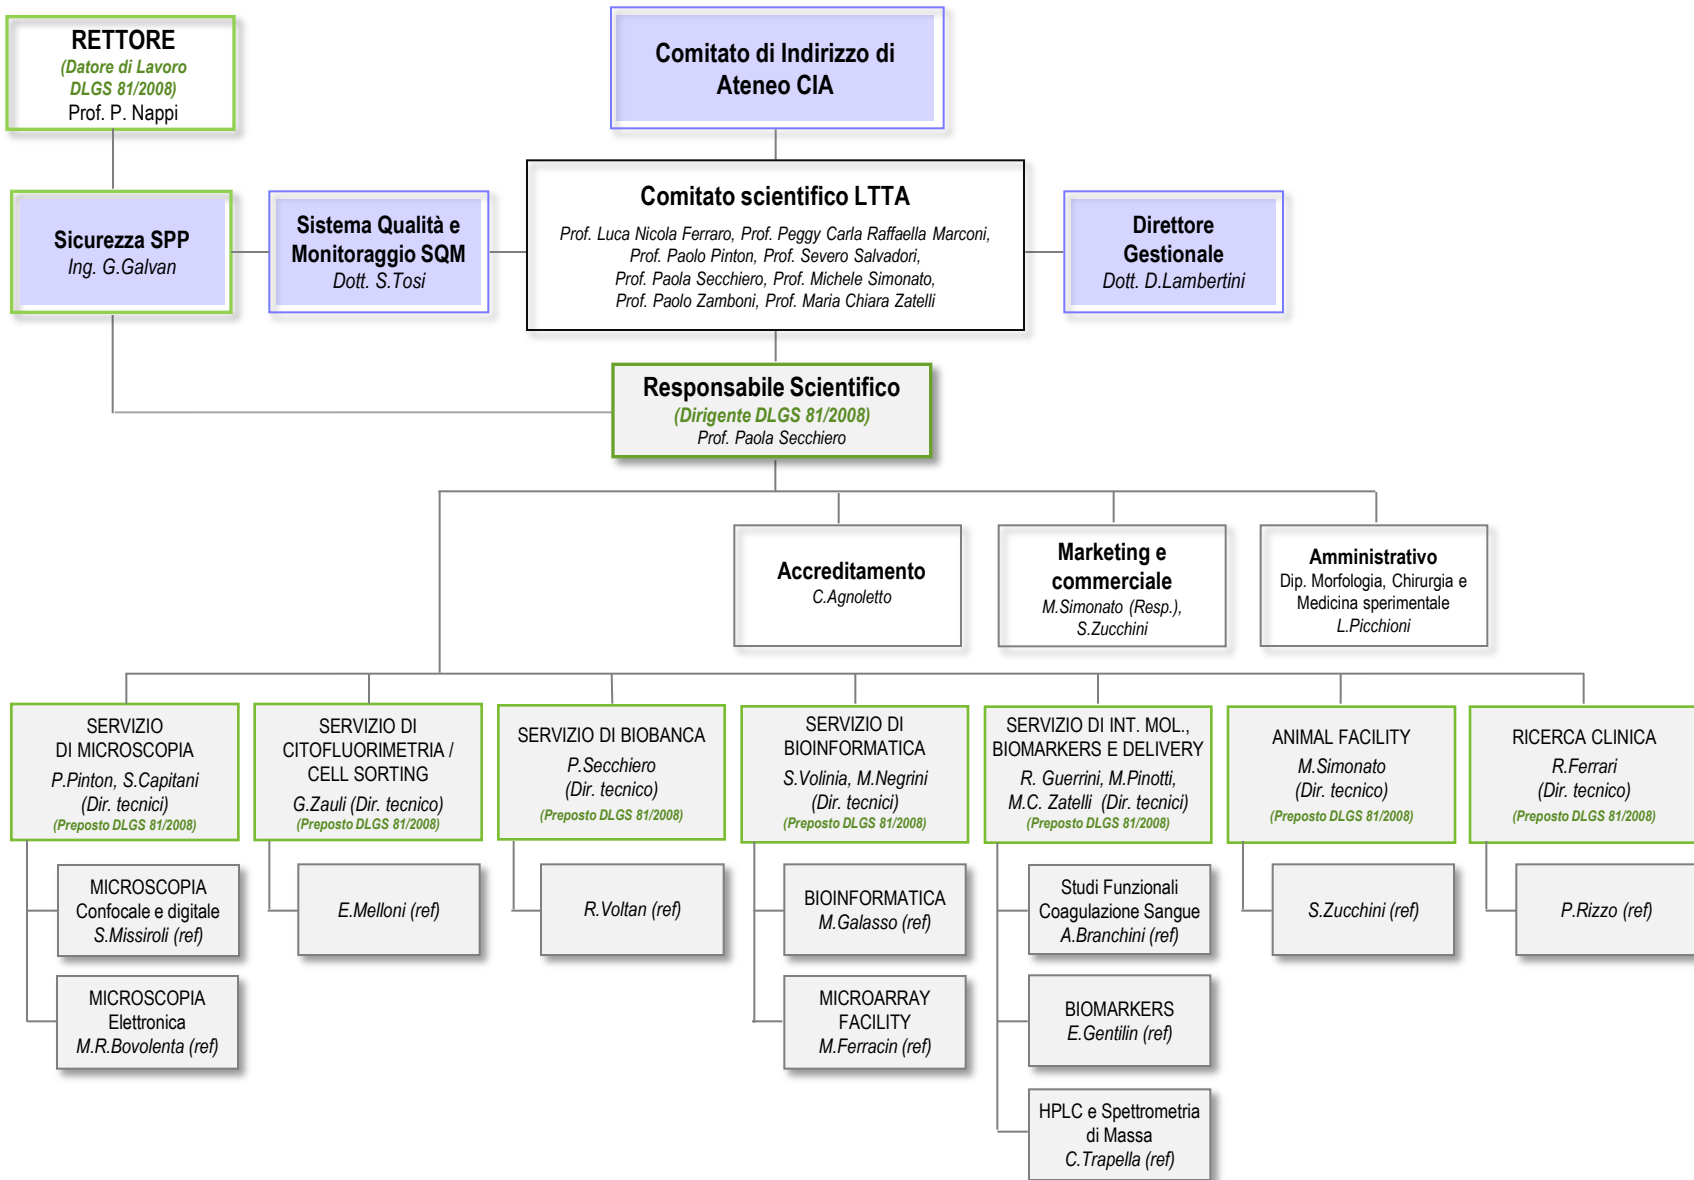 RETTORE
(Datore di Lavoro
DLGS 81/2008)
Prof. P. Nappi
Comitato di Indirizzo di
Ateneo CIA
Sicurezza SPP
Ing. G.Galvan
Sistema Qualità e
Monitoraggio SQM
Dott. S.Tosi
Comitato scientifico LTTA
Prof. Luca Nicola Ferraro, Prof. Peggy Carla Raffaella Marconi,
Prof. Paolo Pinton, Prof. Severo Salvadori,
Prof. Paola Secchiero, Prof. Michele Simonato,
Prof. Paolo Zamboni, Prof. Maria Chiara Zatelli
Direttore
Gestionale
Dott. D.Lambertini
Responsabile Scientifico
(Dirigente DLGS 81/2008)
Prof. Paola Secchiero
Accreditamento
C.Agnoletto
Marketing e
commerciale
M.Simonato (Resp.),
S.Zucchini
Amministrativo
Dip. Morfologia, Chirurgia e
Medicina sperimentale
L.Picchioni
SERVIZIO
DI MICROSCOPIA
P.Pinton, S.Capitani
(Dir. tecnici)
(Preposto DLGS 81/2008)
SERVIZIO DI
CITOFLUORIMETRIA /
CELL SORTING
G.Zauli (Dir. tecnico)
(Preposto DLGS 81/2008)
SERVIZIO DI BIOBANCA
P.Secchiero
(Dir. tecnico)
(Preposto DLGS 81/2008)
SERVIZIO DI
BIOINFORMATICA
S.Volinia, M.Negrini
(Dir. tecnici)
(Preposto DLGS 81/2008)
SERVIZIO DI INT. MOL.,
BIOMARKERS E DELIVERY
R. Guerrini, M.Pinotti,
M.C. Zatelli (Dir. tecnici)
(Preposto DLGS 81/2008)
ANIMAL FACILITY
M.Simonato
(Dir. tecnico)
(Preposto DLGS 81/2008)
RICERCA CLINICA
R.Ferrari
(Dir. tecnico)
(Preposto DLGS 81/2008)
MICROSCOPIA
Confocale e digitale
S.Missiroli (ref)
E.Melloni (ref)
R.Voltan (ref)
BIOINFORMATICA
M.Galasso (ref)
Studi Funzionali
Coagulazione Sangue
A.Branchini (ref)
S.Zucchini (ref)
P.Rizzo (ref)
MICROSCOPIA
Elettronica
M.R.Bovolenta (ref)
MICROARRAY
FACILITY
M.Ferracin (ref)
BIOMARKERS
E.Gentilin (ref)
HPLC e Spettrometria
di Massa
C.Trapella (ref)